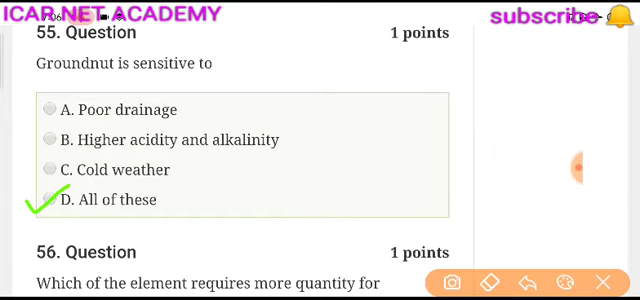 ICAR.NET ACADEMY
subscribe
55. Question 1 points
Groundnut is sensitive to
A. Poor drainage
B. Higher acidity and alkalinity
C. Cold weather
D. All of these
56. Question 1 points
Which of the element requires more quantity for